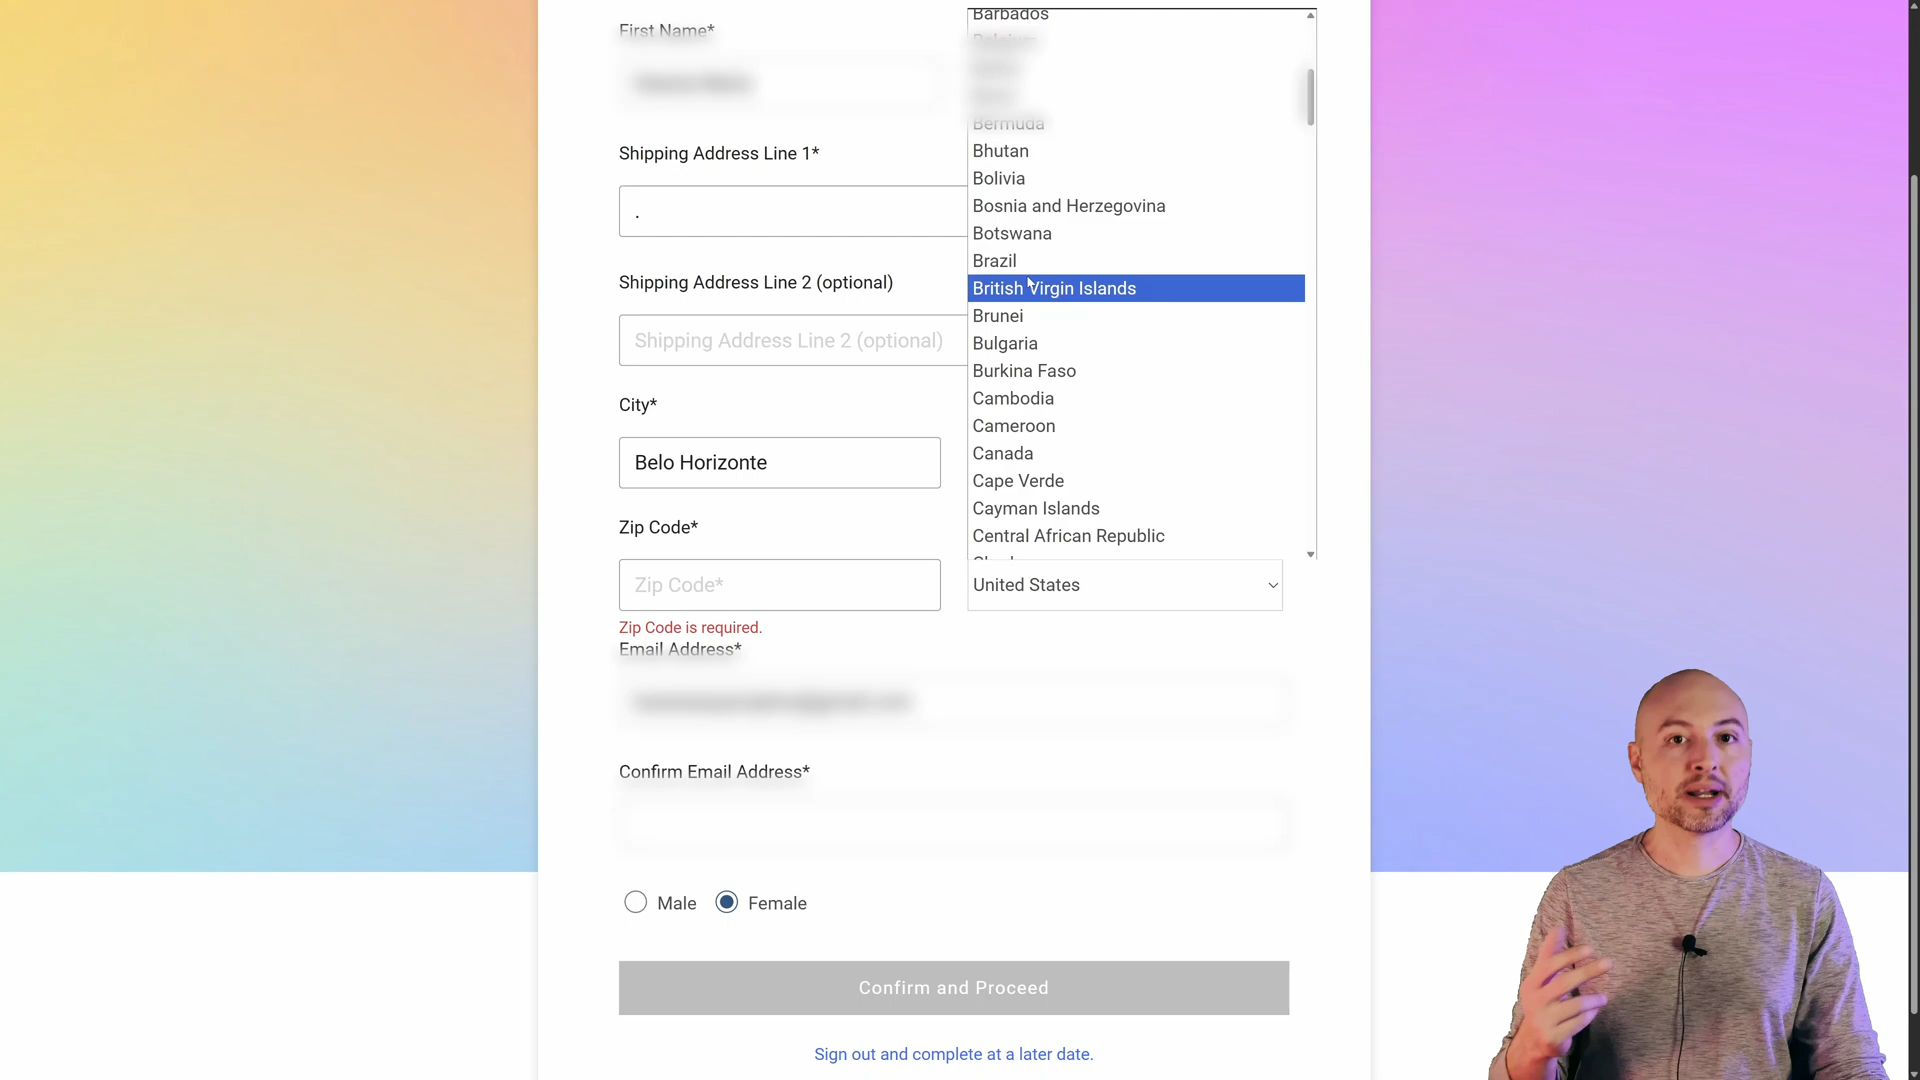 First Name*
Shipping Address Line 1*
.
Shipping Address Line 2 (optional)
Shipping Address Line 2 (optional)
City*
Belo Horizonte
Zip Code*
Zip Code*
Zip Code is required.
Barbados
Bermuda
Bhutan
Bolivia
Bosnia and Herzegovina
Botswana
Brazil
British Virgin Islands
Brunei
Bulgaria
Burkina Faso
Cambodia
Cameroon
Canada
Cape Verde
Cayman Islands
Central African Republic
United States
Email Address*
Confirm Email Address*
Male
Female
Confirm and Proceed
Sign out and complete at a later date.